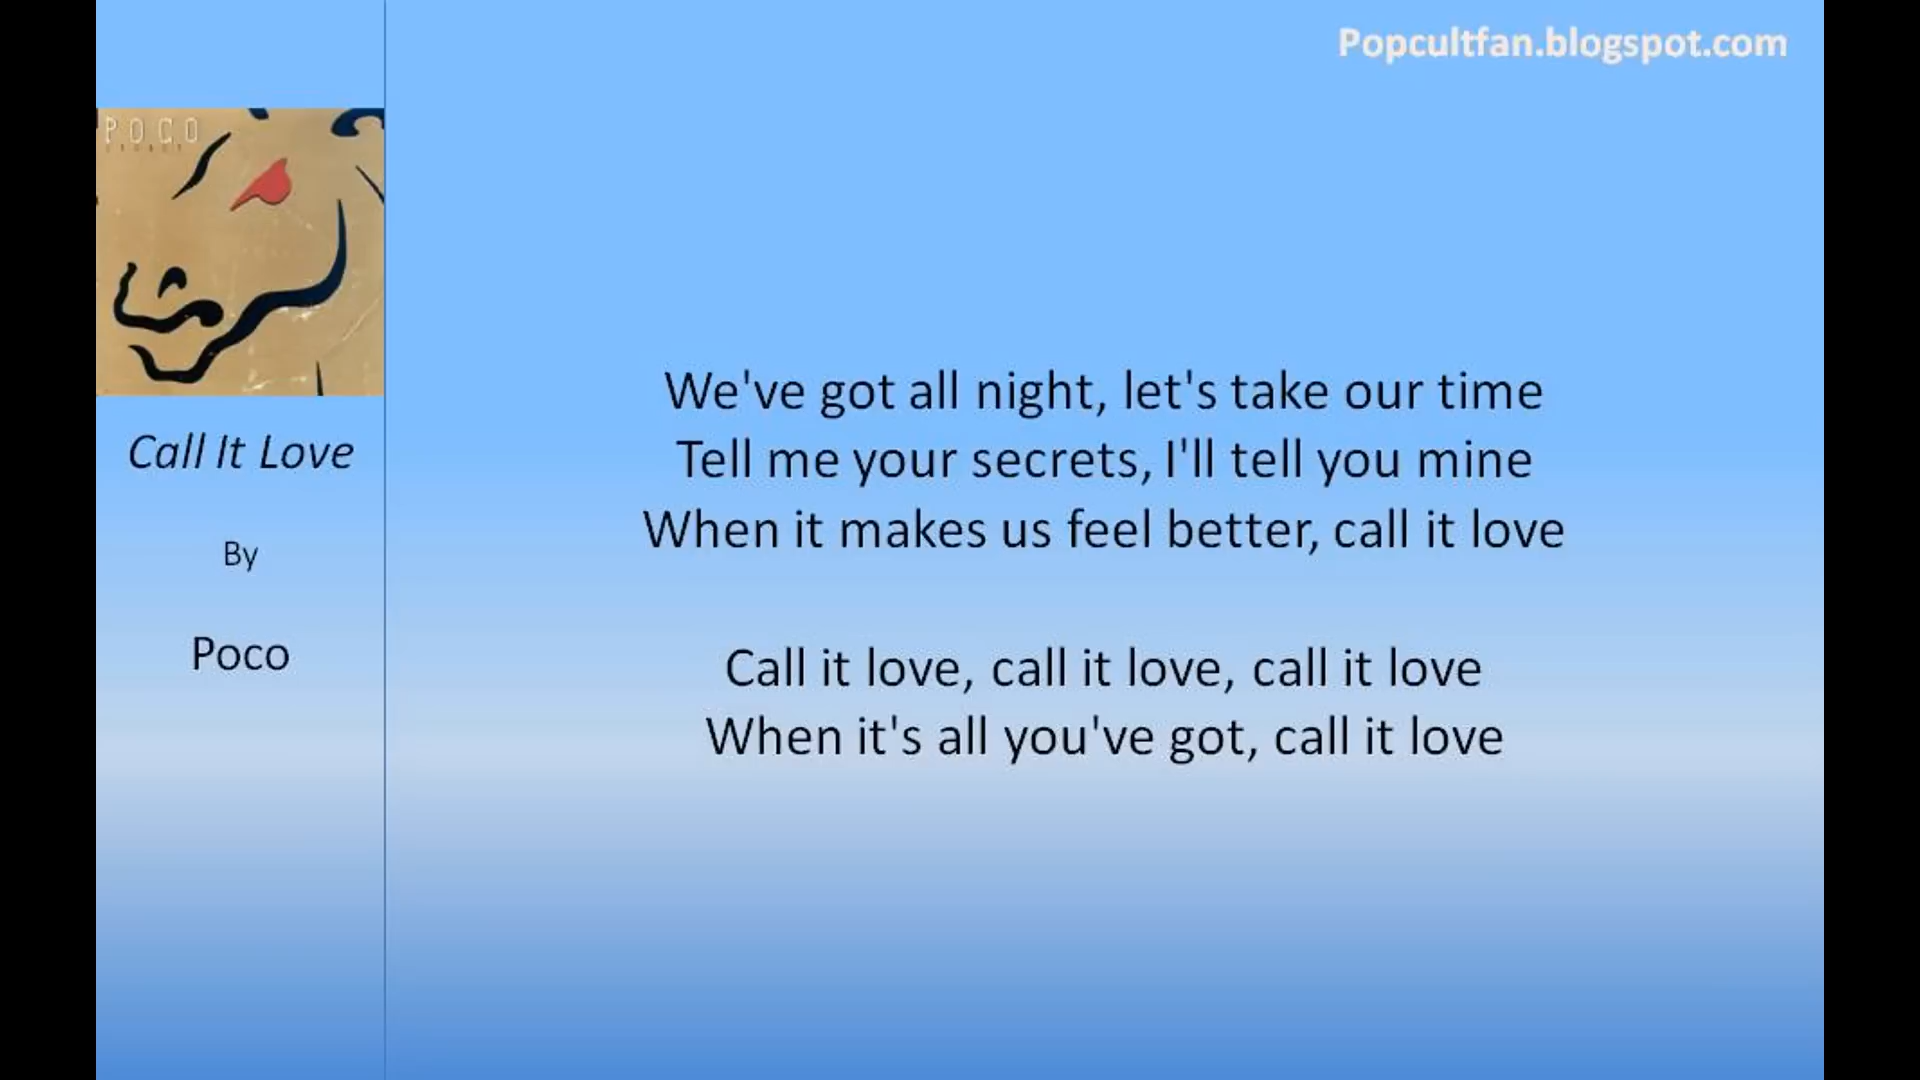 Popcultfan.blogspot.com
POCO
LEGACY
Call It Love
By
Poco
We've got all night, let's take our time
Tell me your secrets, I'll tell you mine
When it makes us feel better, call it love
Call it love, call it love, call it love
When it's all you've got, call it love